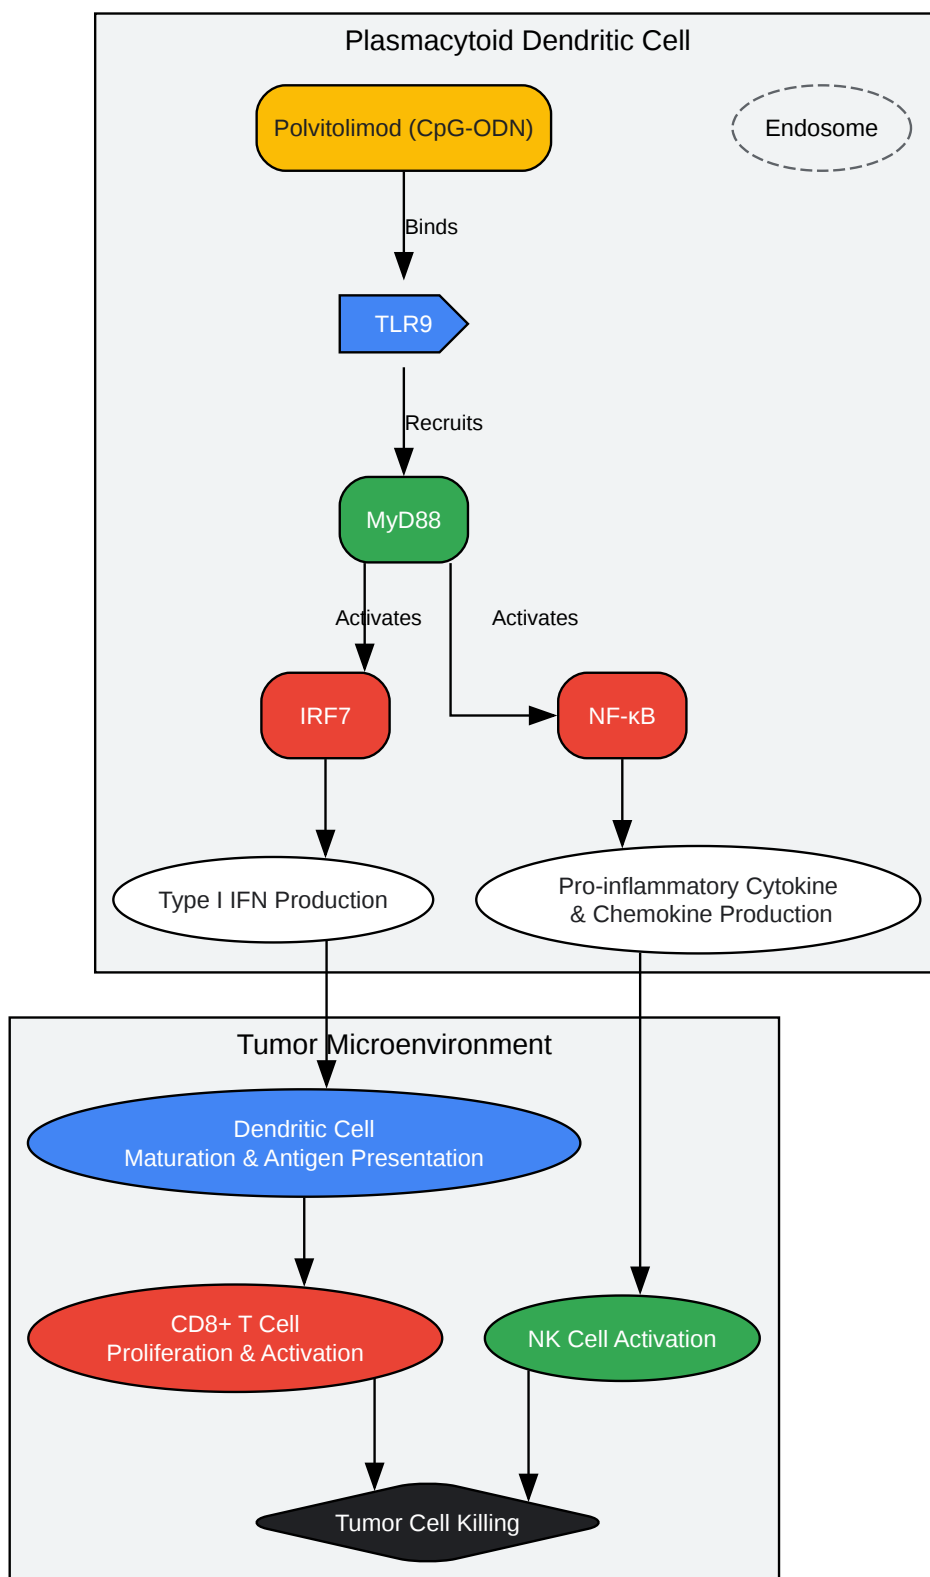 Plasmacytoid Dendritic Cell
Polvitolimod (CpG-ODN)
Endosome
Binds
TLR9
Recruits
MyD88
Activates
Activates
IRF7
NF-κB
Type I IFN Production
Pro-inflammatory Cytokine
& Chemokine Production
Tumor Microenvironment
Dendritic Cell
Maturation & Antigen Presentation
CD8+ T Cell
Proliferation & Activation
NK Cell Activation
Tumor Cell Killing